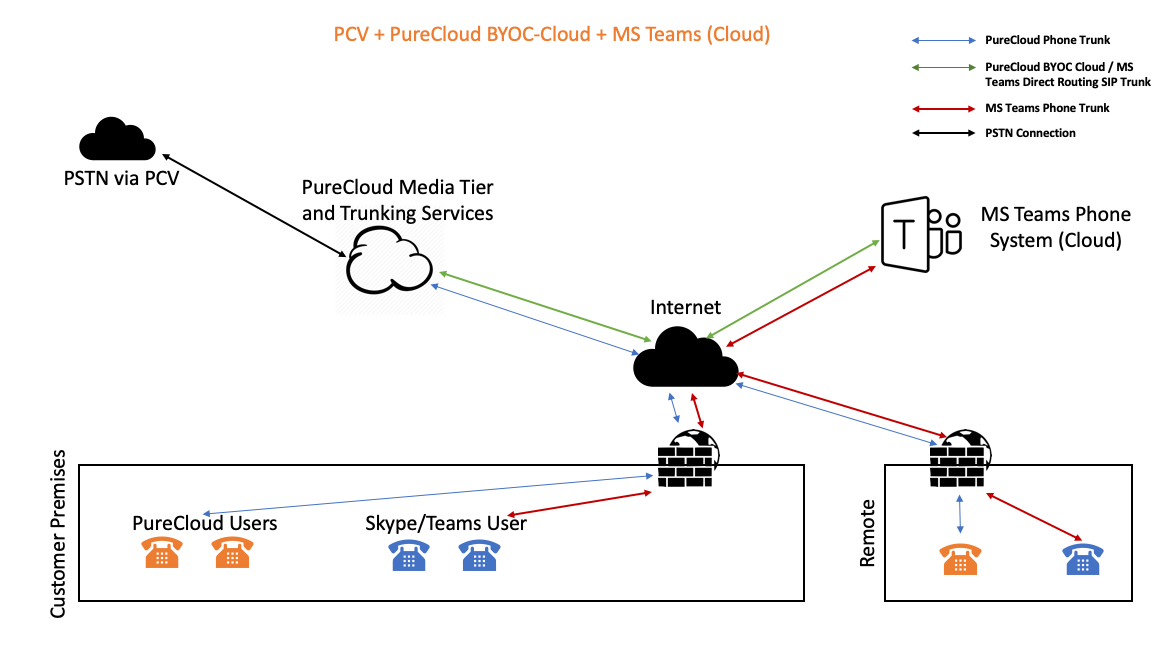 PCV + PureCloud BYOC-Cloud + MS Teams (Cloud)
PureCloud Phone Trunk
PureCloud BYOC Cloud / MS
Teams Direct Routing SIP Trunk
MS Teams Phone Trunk
PSTN Connection
PSTN via PCV
PureCloud Media Tier
and Trunking Services
T
MS Teams Phone
System (Cloud)
Internet
Customer Premises
PureCloud Users
Skype/Teams User
Remote